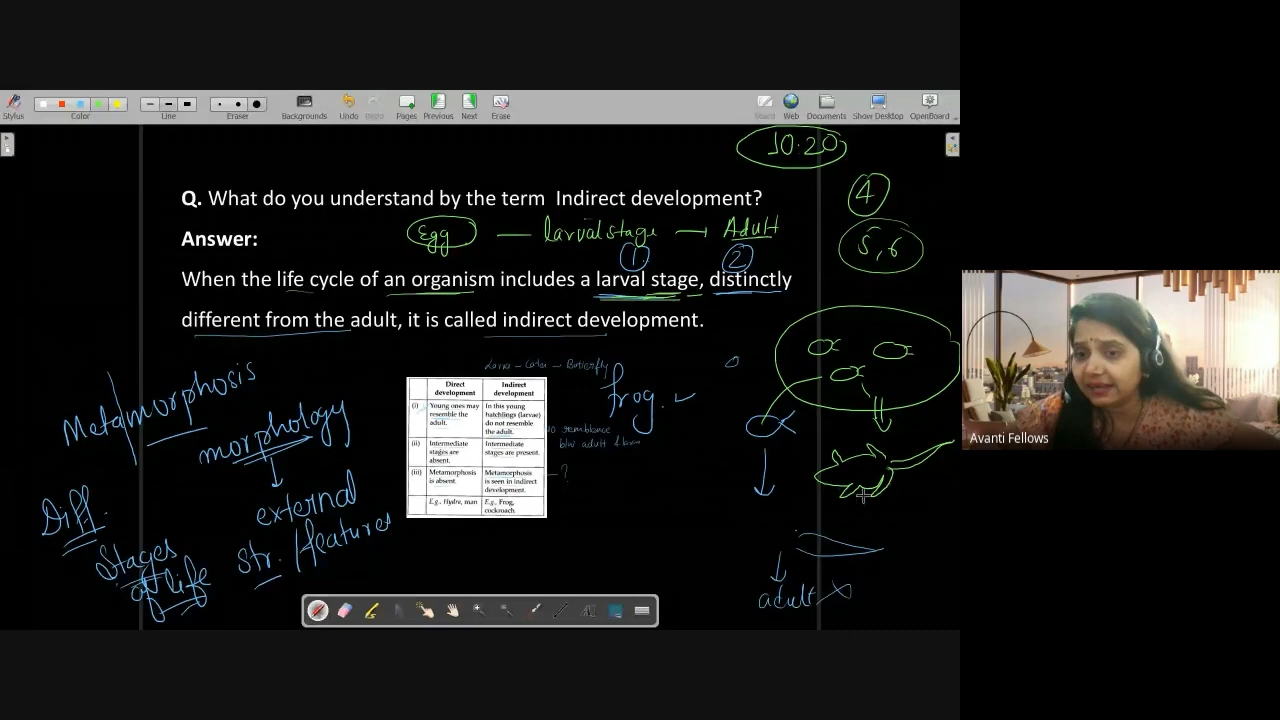 Stylus
Color
Line
Eraser
Backgrounds
Undo
Redo
Pages
Previous
Next
Erase
Board
Web
Documents
Show Desktop
OpenBoard
10.20
4
5,6
Q. What do you understand by the term Indirect development?
Egg — larval stage → Adult
Answer:
1 2
When the life cycle of an organism includes a larval stage, distinctly
different from the adult, it is called indirect development.
Metamorphosis
morphology
external
str. / features
Diff.
Stages
of life
Butterfly
frog.
Direct development
Indirect development
(i) Young ones may resemble the adult.
In this young hatchlings (larvae) do not resemble the adult.
(ii) Intermediate stages are absent.
Intermediate stages are present.
(iii) Metamorphosis is absent.
Metamorphosis is seen in indirect development.
?
E.g., Hydra, man
E.g., Frog, cockroach.
adult
Avanti Fellows